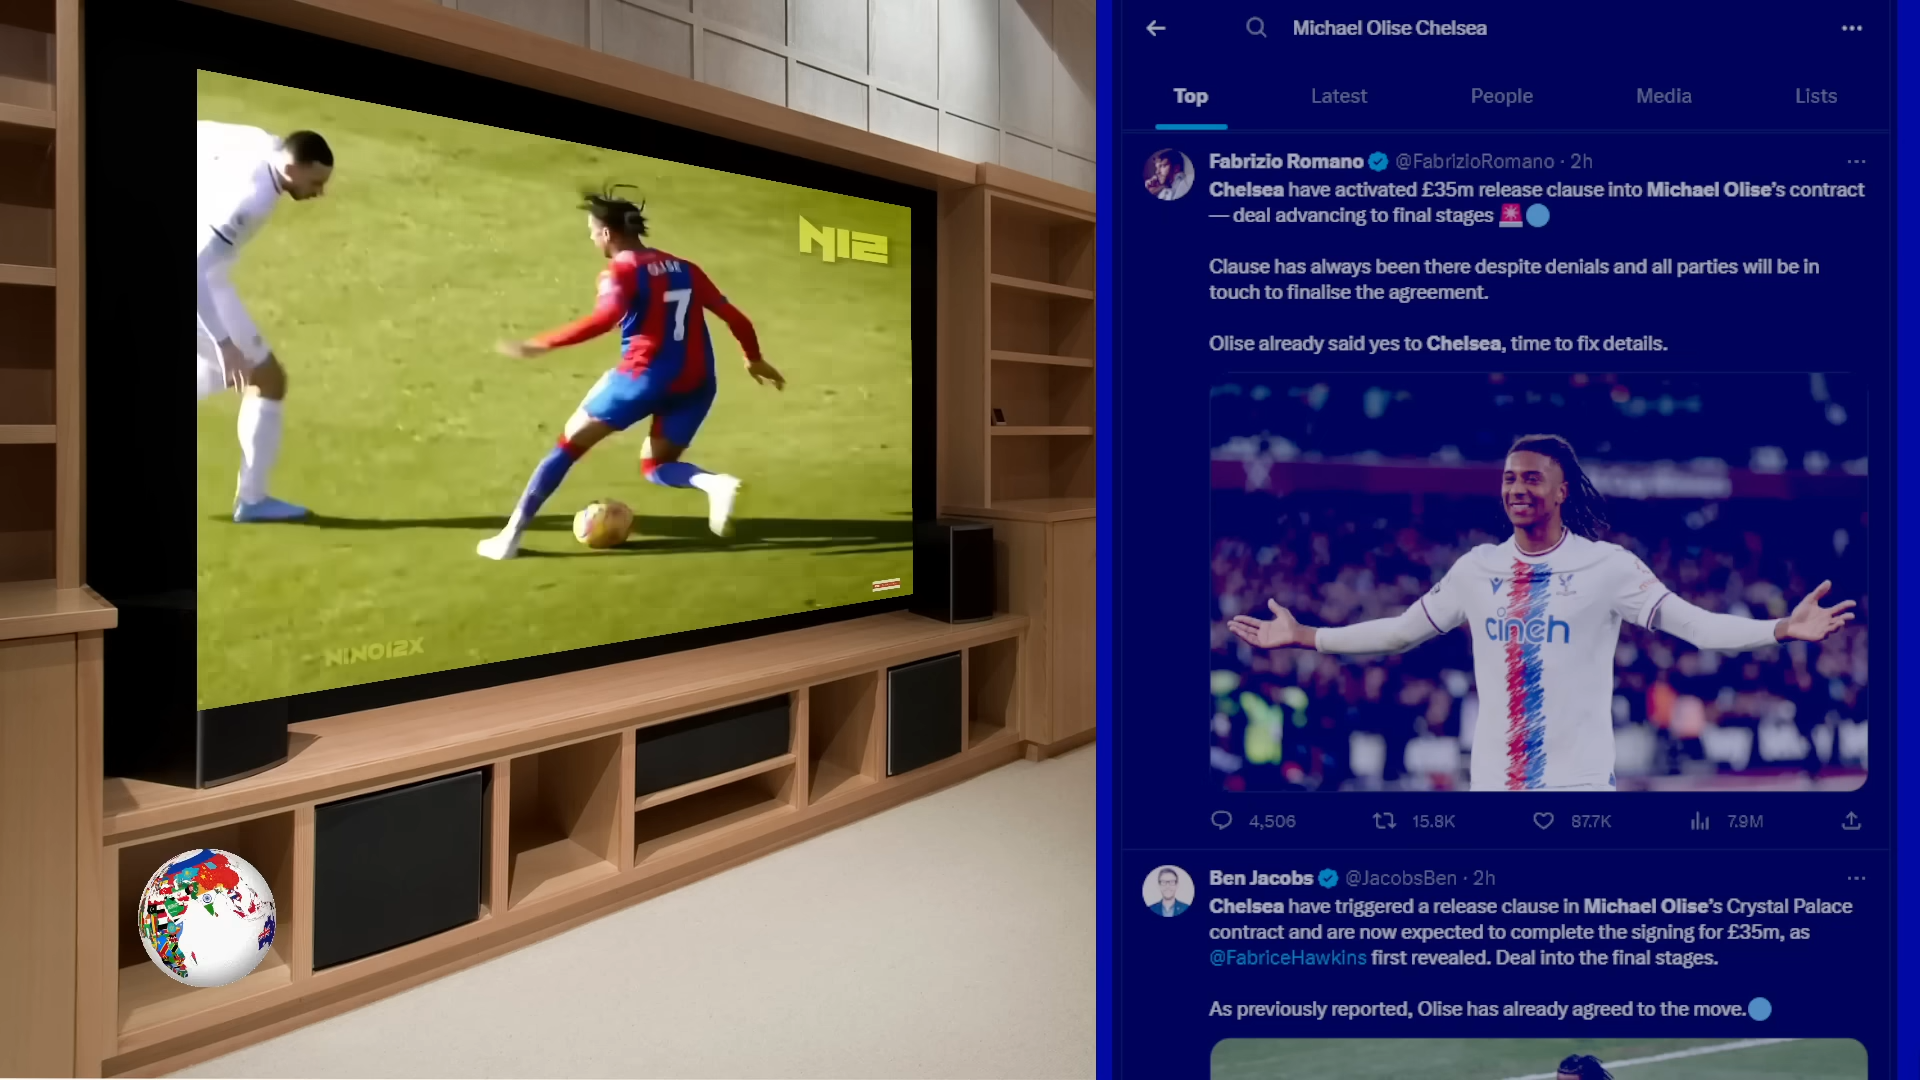 OLISE
7
N12
NINO12X
Michael Olise Chelsea
Top
Latest
People
Media
Lists
Fabrizio Romano @FabrizioRomano · 2h
Chelsea have activated £35m release clause into Michael Olise's contract
— deal advancing to final stages
Clause has always been there despite denials and all parties will be in
touch to finalise the agreement.
Olise already said yes to Chelsea, time to fix details.
cinch
4,506
15.8K
87.7K
7.9M
Ben Jacobs @JacobsBen · 2h
Chelsea have triggered a release clause in Michael Olise's Crystal Palace
contract and are now expected to complete the signing for £35m, as
@FabriceHawkins first revealed. Deal into the final stages.
As previously reported, Olise has already agreed to the move.